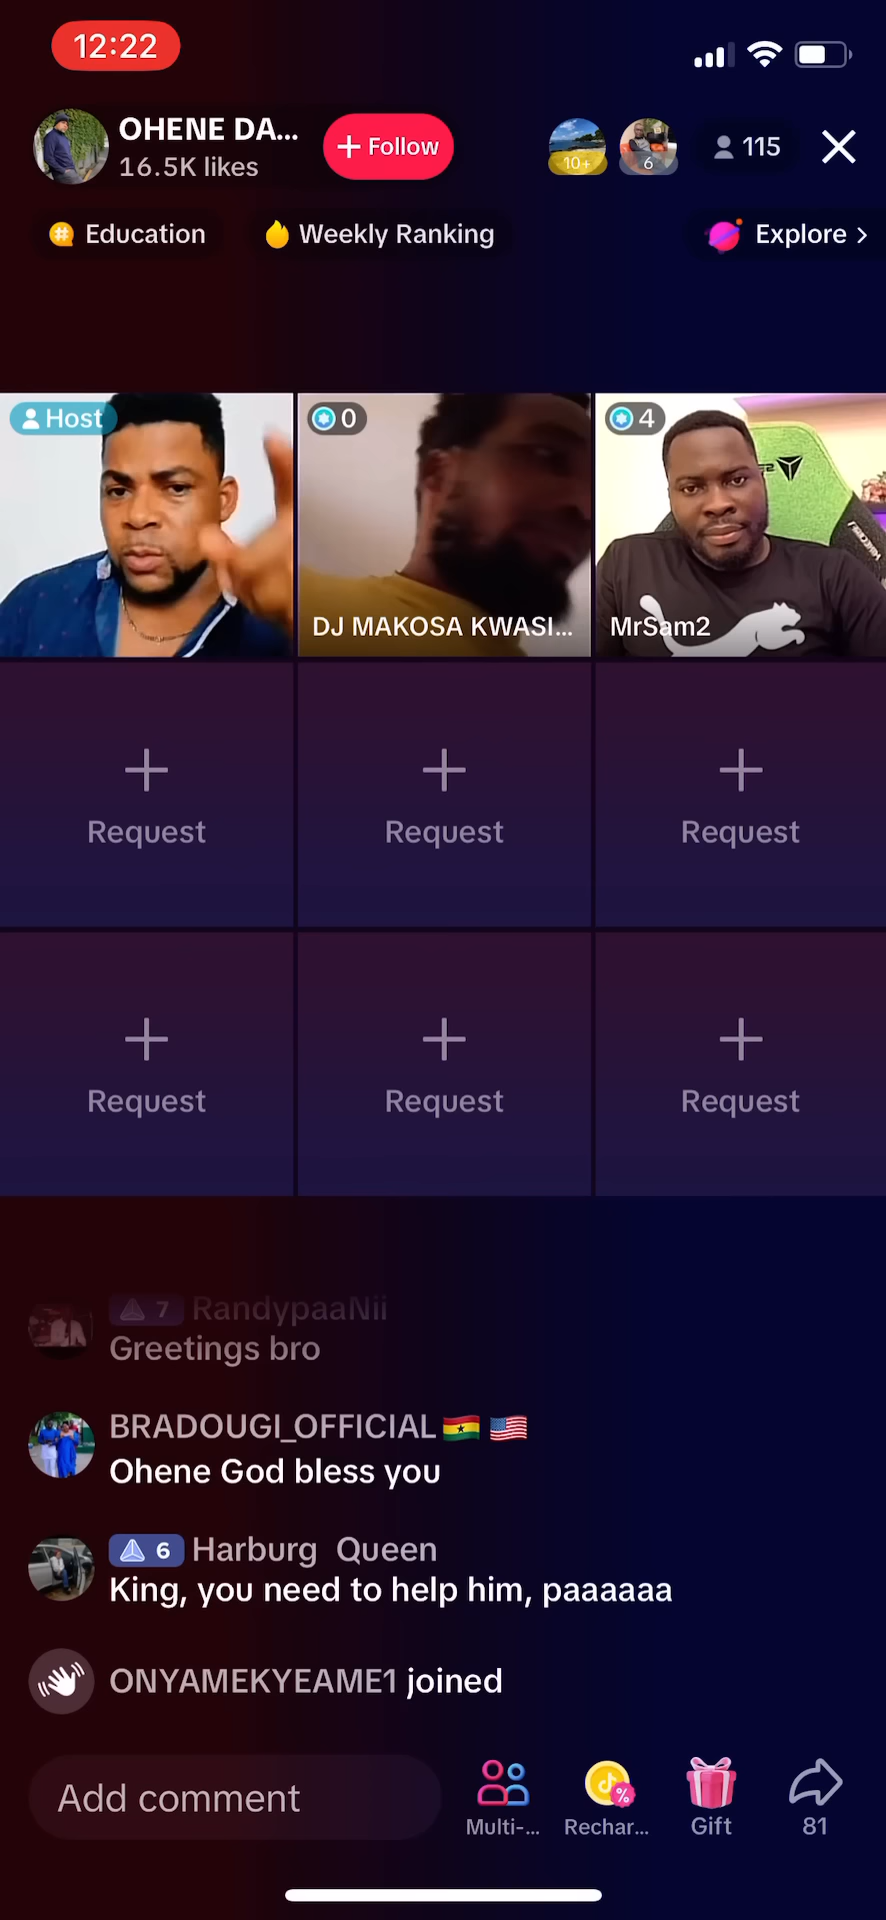 12:22
OHENE DA...
16.5K likes
+ Follow
10+
6
115
Education
Weekly Ranking
Explore >
Host
0
4
DJ MAKOSA KWASI...
MrSam2
Request
Request
Request
Request
Request
Request
7 RandypaaNii
Greetings bro
BRADOUGI_OFFICIAL🇬🇭 🇺🇸
Ohene God bless you
6 Harburg Queen
King, you need to help him, paaaaaa
ONYAMEKYEAME1 joined
Add comment
Multi-...
Rechar...
Gift
81